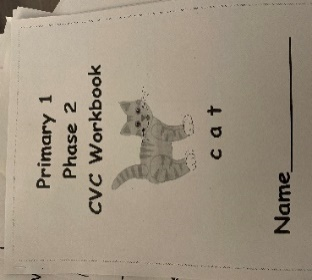 Primary 1
Phase 2
CVC Workbook
c a t
Name